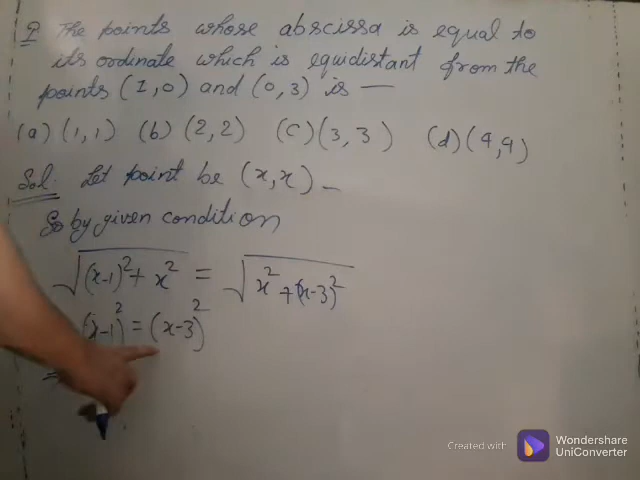 Q The points whose abscissa is equal to
its ordinate which is equidistant from the
points (1,0) and (0,3) is —
(a) (1,1) (b) (2,2) (c) (3,3) (d) (4,4)
Sol. Let point be (x,x) –
So by given condition
√(x-1)² + x² = √x² + (x-3)²
(x-1)² = (x-3)²
=
Created with Wondershare UniConverter